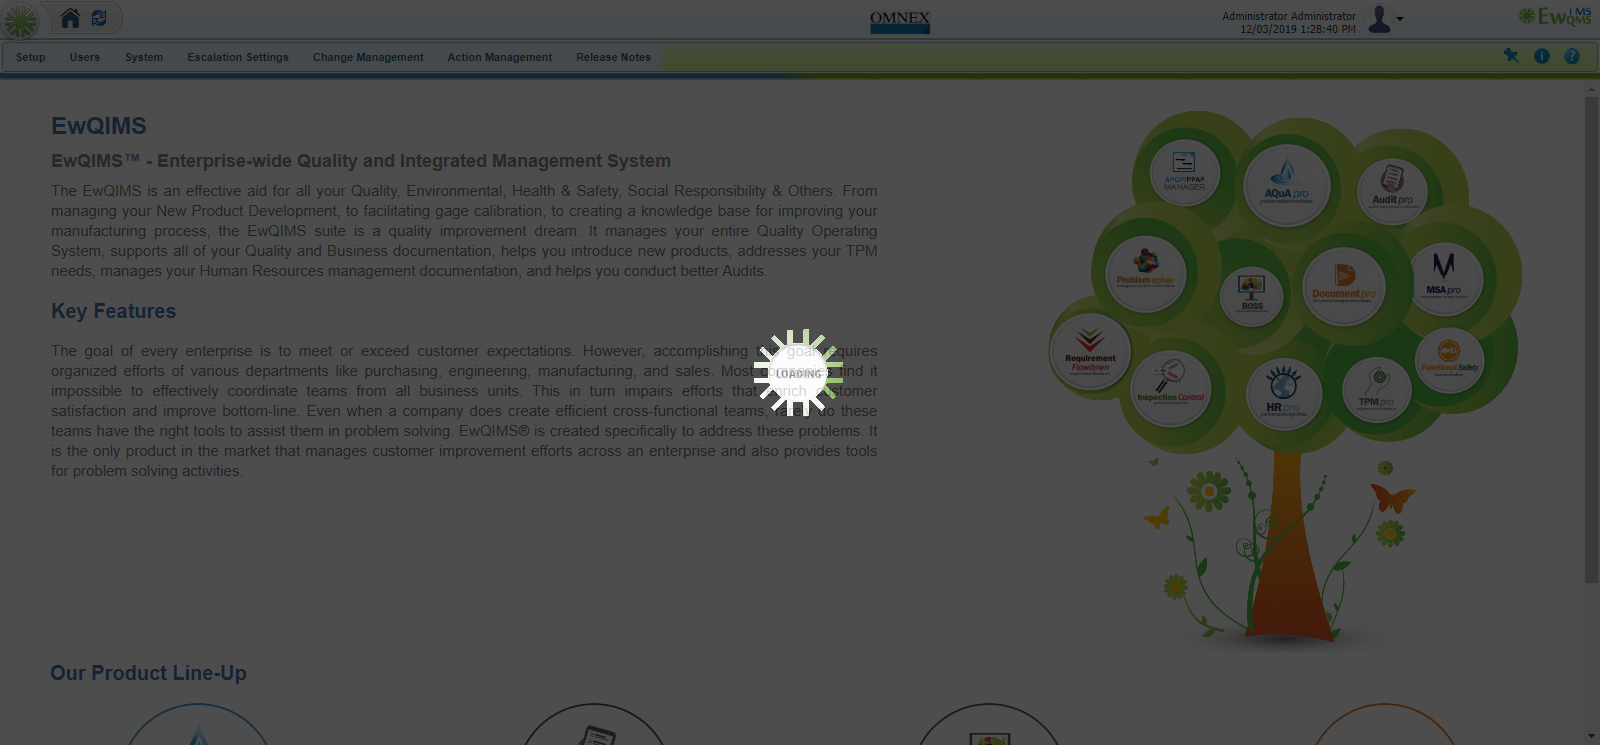 OMNEX
Administrator Administrator
12/03/2019 1:28:40 PM
EwIMS
QMS
Setup Users System Escalation Settings Change Management Action Management Release Notes
EwQIMS
EwQIMS™ - Enterprise-wide Quality and Integrated Management System
The EwQIMS is an effective aid for all your Quality, Environmental, Health & Safety, Social Responsibility & Others. From
managing your New Product Development, to facilitating gage calibration, to creating a knowledge base for improving your
manufacturing process, the EwQIMS suite is a quality improvement dream. It manages your entire Quality Operating
System, supports all of your Quality and Business documentation, helps you introduce new products, addresses your TPM
needs, manages your Human Resources management documentation, and helps you conduct better Audits.
Key Features
The goal of every enterprise is to meet or exceed customer expectations. However, accomplishing this goal requires
organized efforts of various departments like purchasing, engineering, manufacturing, and sales. Most companies find it
impossible to effectively coordinate teams from all business units. This in turn impairs efforts that enrich customer
satisfaction and improve bottom-line. Even when a company does create efficient cross-functional teams, rarely do these
teams have the right tools to assist them in problem solving. EwQIMS® is created specifically to address these problems. It
is the only product in the market that manages customer improvement efforts across an enterprise and also provides tools
for problem solving activities.
LOADING
APQP/PPAP
MANAGER
AQuA pro
Audit pro
Problem solver
BOSS
Document pro
MSA pro
Requirement
Flowdown
Inspection Control
HR pro
TPM pro
Functional Safety
Our Product Line-Up